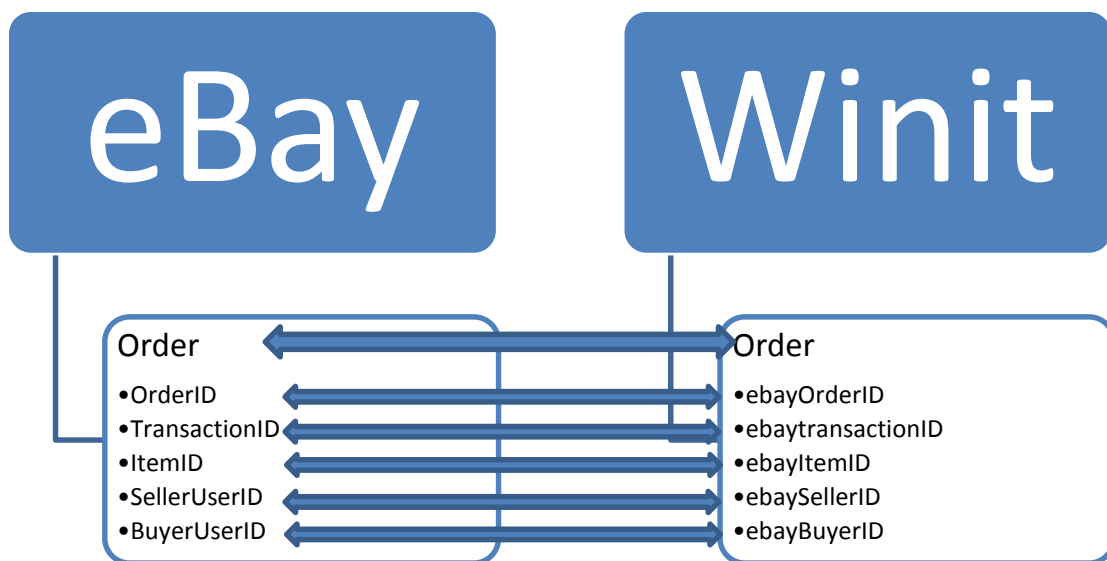 eBay
Winit
Order
•OrderID
•TransactionID
•ItemID
•SellerUserID
•BuyerUserID
Order
•ebayOrderID
•ebaytransactionID
•ebayItemID
•ebaySellerID
•ebayBuyerID